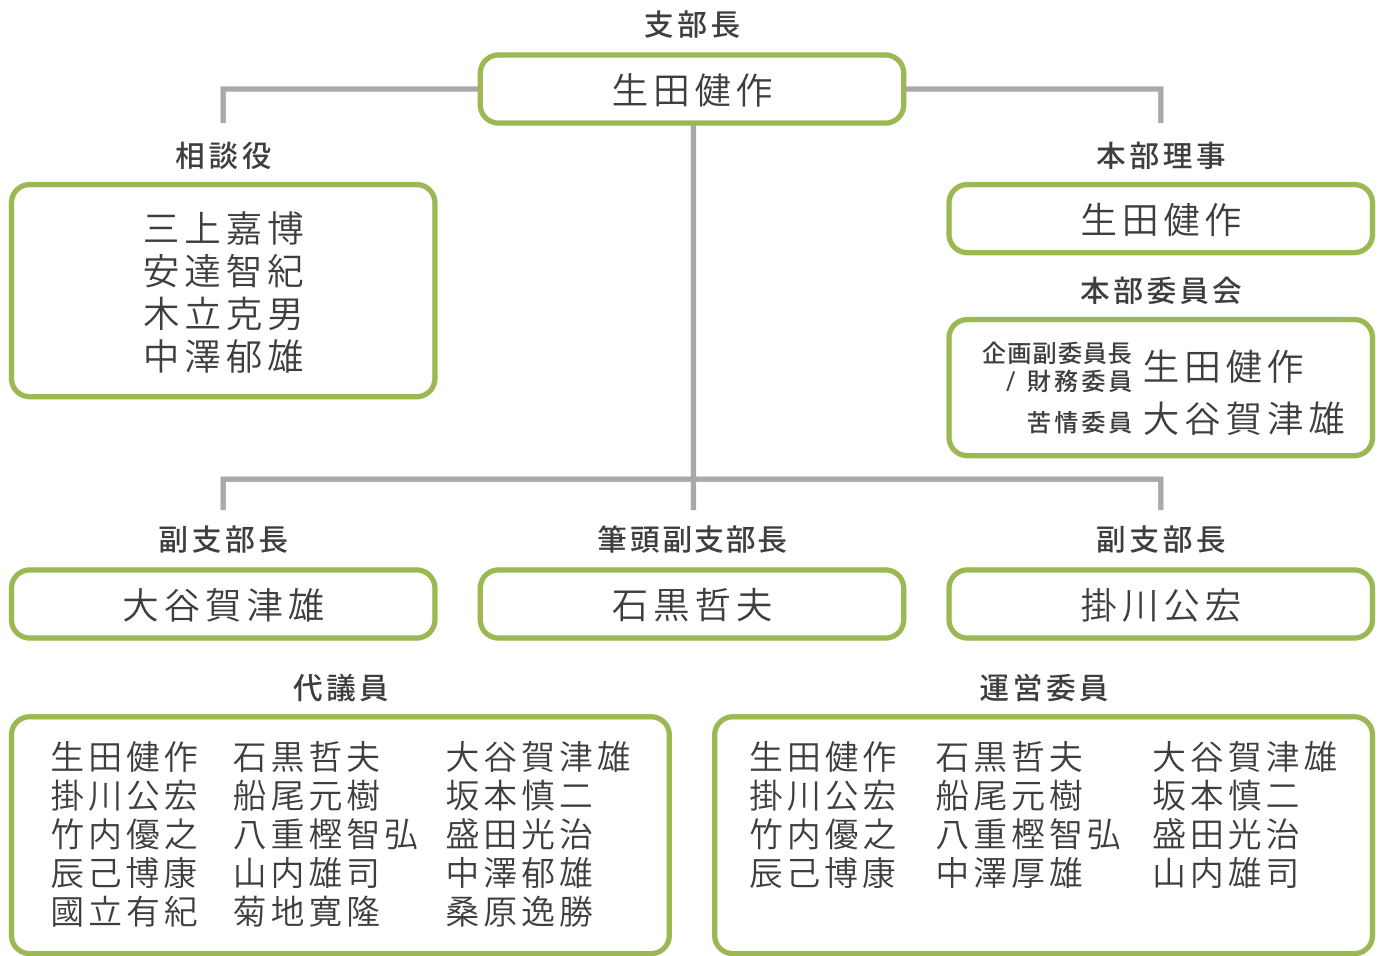 支部長
生田健作
相談役
三上嘉博
安達智紀
木立克男
中澤郁雄
本部理事
生田健作
本部委員会
企画副委員長
/ 財務委員 生田健作
苦情委員 大谷賀津雄
副支部長
大谷賀津雄
筆頭副支部長
石黒哲夫
副支部長
掛川公宏
代議員
生田健作 石黒哲夫 大谷賀津雄
掛川公宏 船尾元樹 坂本慎二
竹内優之 八重樫智弘 盛田光治
辰己博康 山内雄司 中澤郁雄
國立有紀 菊地寛隆 桑原逸勝
運営委員
生田健作 石黒哲夫 大谷賀津雄
掛川公宏 船尾元樹 坂本慎二
竹内優之 八重樫智弘 盛田光治
辰己博康 中澤厚雄 山内雄司